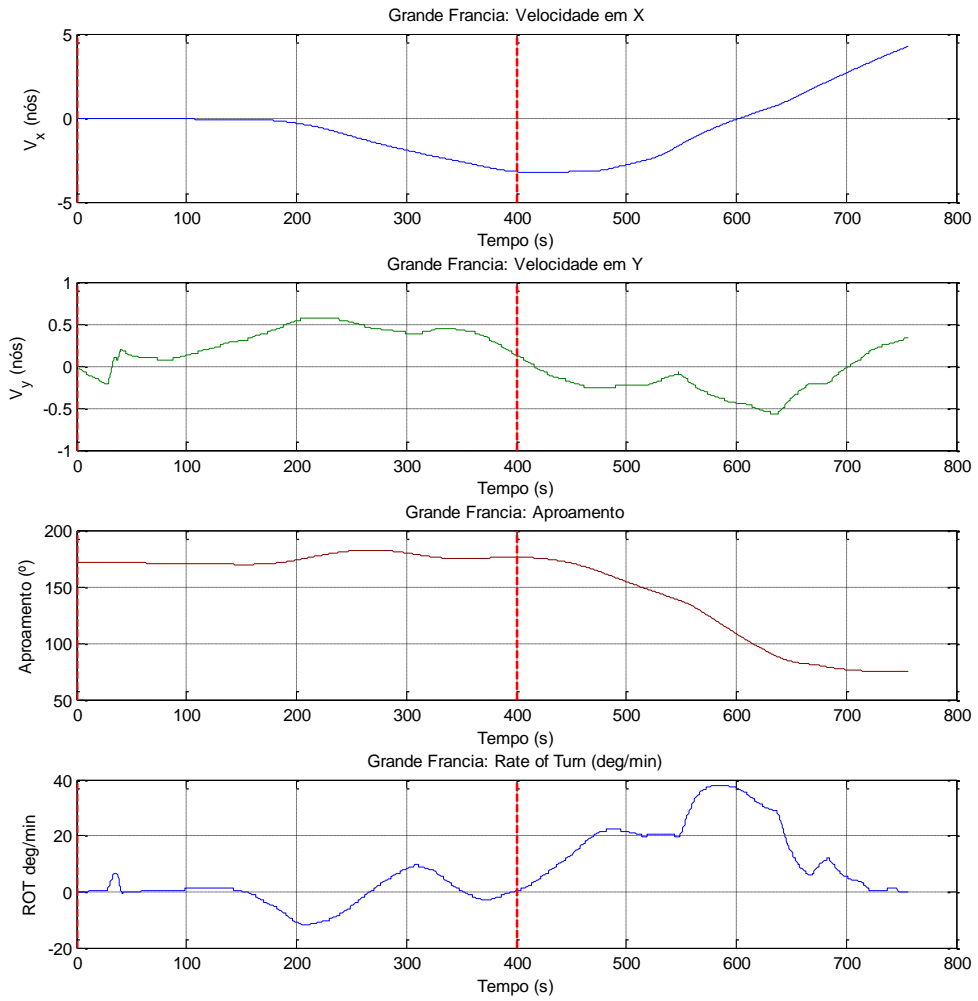 Grande Francia: Velocidade em X
5
0
-5
V_x (nós)
0 100 200 300 400 500 600 700 800
Tempo (s)
Grande Francia: Velocidade em Y
1
0.5
0
-0.5
-1
V_y (nós)
0 100 200 300 400 500 600 700 800
Tempo (s)
Grande Francia: Aproamento
200
150
100
50
Aproamento (º)
0 100 200 300 400 500 600 700 800
Tempo (s)
Grande Francia: Rate of Turn (deg/min)
40
20
0
-20
ROT deg/min
0 100 200 300 400 500 600 700 800
Tempo (s)